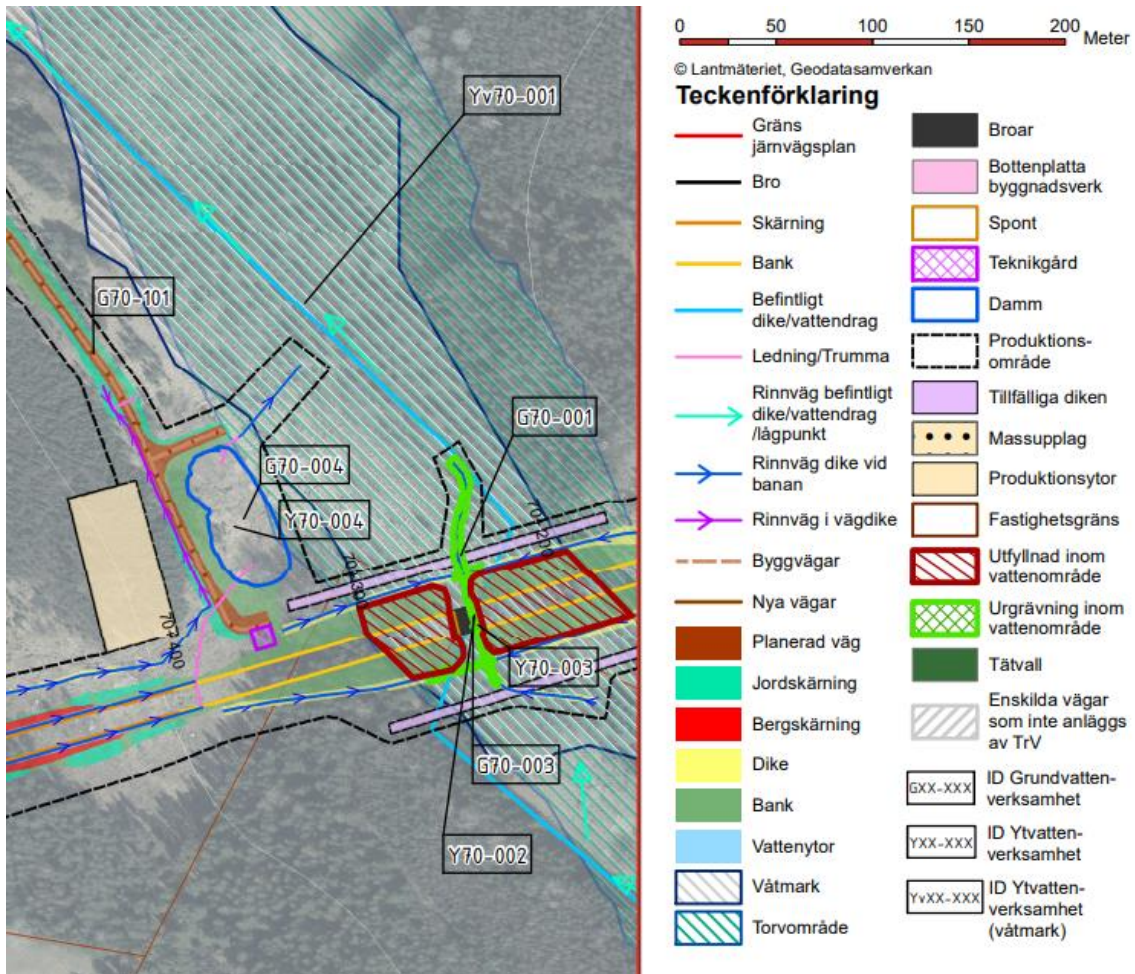 Yv70-001
G70-101
G70-001
G70-004
Y70-004
Y70-003
G70-003
Y70-002
707+400
0 50 100 150 200 Meter
© Lantmäteriet, Geodatasamverkan
Teckenförklaring
Gräns
järnvägsplan
Bro
Skärning
Bank
Befintligt
dike/vattendrag
Ledning/Trumma
Rinnväg befintligt
dike/vattendrag
/lågpunkt
Rinnväg dike vid
banan
Rinnväg i vägdike
Byggvägar
Nya vägar
Planerad väg
Jordskärning
Bergskärning
Dike
Bank
Vattenytor
Våtmark
Torvområde
Broar
Bottenplatta
byggnadsverk
Spont
Teknikgård
Damm
Produktions-
område
Tillfälliga diken
Massupplag
Produktionsytor
Fastighetsgräns
Utfyllnad inom
vattenområde
Urgrävning inom
vattenområde
Tätvall
Enskilda vägar
som inte anläggs
av TrV
GXX-XXX
ID Grundvatten-
verksamhet
YXX-XXX
ID Ytvatten-
verksamhet
YvXX-XXX
ID Ytvatten-
verksamhet
(våtmark)